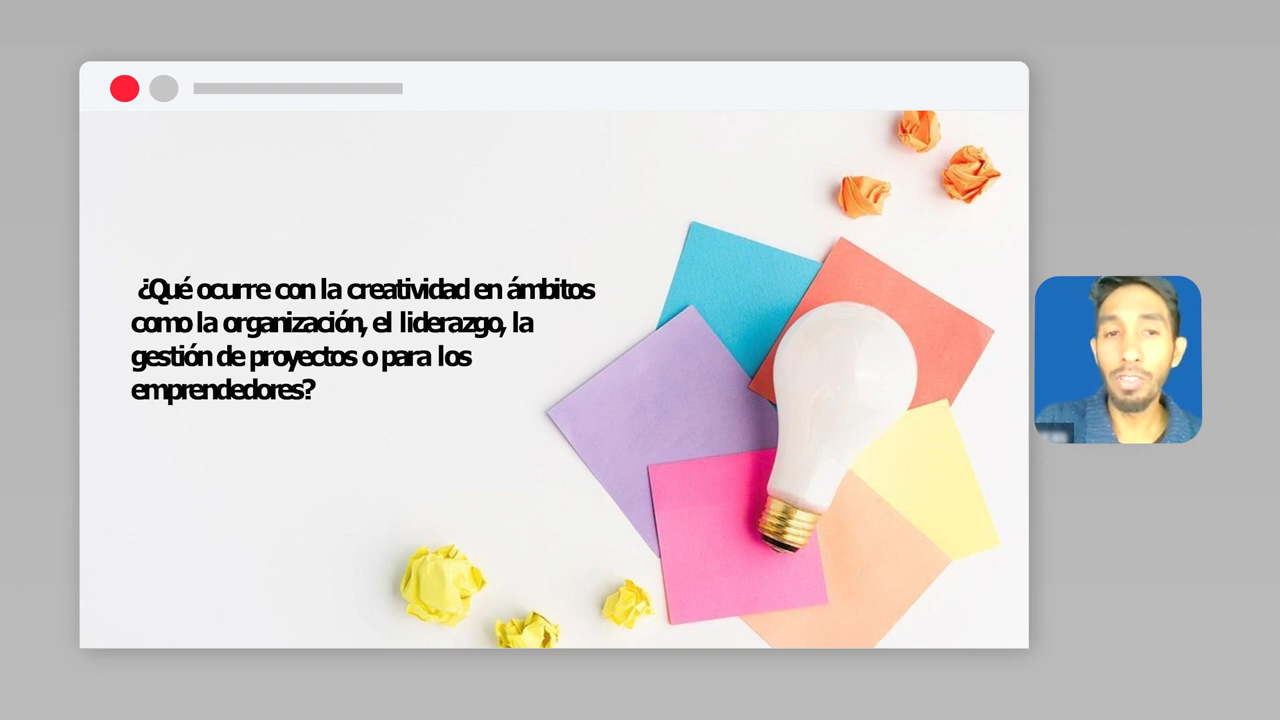 ¿Qué ocurre con la creatividad en ámbitos
como la organización, el liderazgo, la
gestión de proyectos o para los
emprendedores?